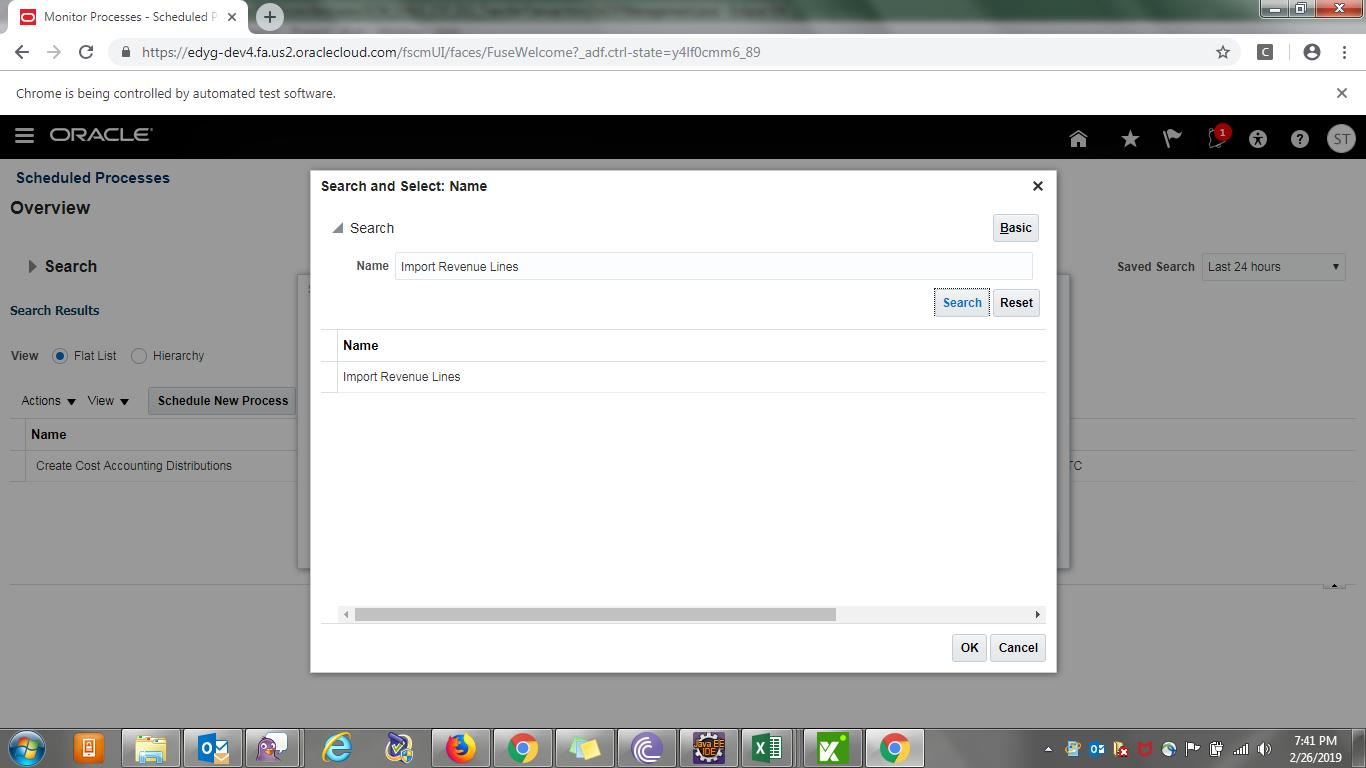 Monitor Processes - Scheduled P
https://edyg-dev4.fa.us2.oraclecloud.com/fscmUI/faces/FuseWelcome?_adf.ctrl-state=y4lf0cmm6_89
C
Chrome is being controlled by automated test software.
ORACLE
1
ST
Scheduled Processes
Overview
Search and Select: Name
Search
Basic
Name Import Revenue Lines
Search Reset
Name
Import Revenue Lines
OK Cancel
Search
Saved Search Last 24 hours
Search Results
View Flat List Hierarchy
Actions View Schedule New Process
Name
Create Cost Accounting Distributions
TC
Java EE
IDE
7:41 PM
2/26/2019